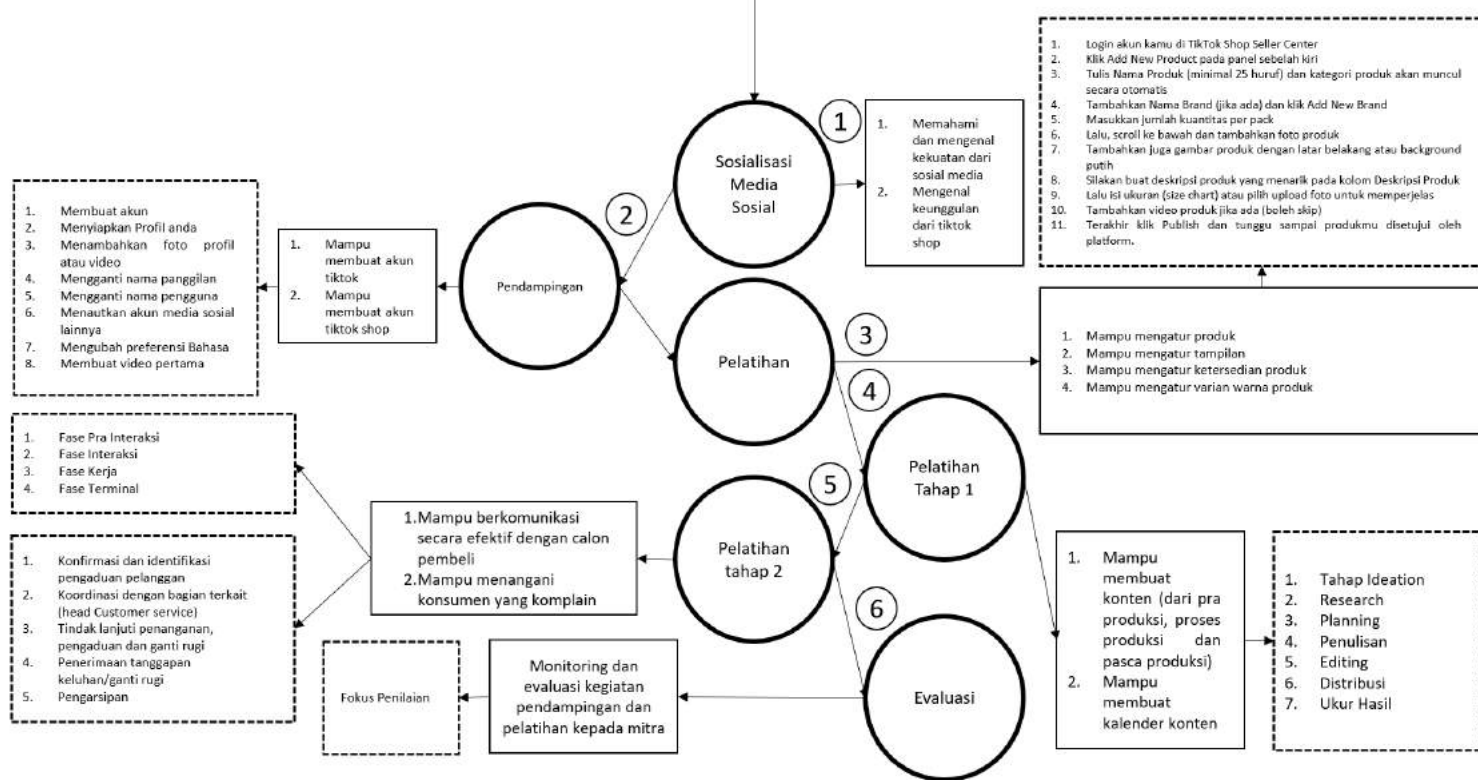 Sosialisasi
Media
Sosial
1
1. Memahami
dan mengenal
kekuatan dari
sosial media
2. Mengenal
keunggulan
dari tiktok
shop
2
Pendampingan
1. Mampu
membuat akun
tiktok
2. Mampu
membuat akun
tiktok shop
1. Membuat akun
2. Menyiapkan Profil anda
3. Menambahkan foto profil
atau video
4. Mengganti nama panggilan
5. Mengganti nama pengguna
6. Menautkan akun media sosial
lainnya
7. Mengubah preferensi Bahasa
8. Membuat video pertama
Pelatihan
3
1. Mampu mengatur produk
2. Mampu mengatur tampilan
3. Mampu mengatur ketersedian produk
4. Mampu mengatur varian warna produk
1. Login akun kamu di TikTok Shop Seller Center
2. Klik Add New Product pada panel sebelah kiri
3. Tulis Nama Produk (minimal 25 huruf) dan kategori produk akan muncul
secara otomatis
4. Tambahkan Nama Brand (jika ada) dan klik Add New Brand
5. Masukkan jumlah kuantitas per pack
6. Lalu, scroll ke bawah dan tambahkan foto produk
7. Tambahkan juga gambar produk dengan latar belakang atau background
putih
8. Silakan buat deskripsi produk yang menarik pada kolom Deskripsi Produk
9. Lalu isi ukuran (size chart) atau pilih upload foto untuk memperjelas
10. Tambahkan video produk jika ada (boleh skip)
11. Terakhir klik Publish dan tunggu sampai produkmu disetujui oleh
platform.
4
Pelatihan
Tahap 1
1. Mampu
membuat
konten (dari pra
produksi, proses
produksi dan
pasca produksi)
2. Mampu
membuat
kalender konten
1. Tahap Ideation
2. Research
3. Planning
4. Penulisan
5. Editing
6. Distribusi
7. Ukur Hasil
5
Pelatihan
tahap 2
1.Mampu berkomunikasi
secara efektif dengan calon
pembeli
2.Mampu menangani
konsumen yang komplain
1. Fase Pra Interaksi
2. Fase Interaksi
3. Fase Kerja
4. Fase Terminal
1. Konfirmasi dan identifikasi
pengaduan pelanggan
2. Koordinasi dengan bagian terkait
(head Customer service)
3. Tindak lanjuti penanganan,
pengaduan dan ganti rugi
4. Penerimaan tanggapan
keluhan/ganti rugi
5. Pengarsipan
6
Evaluasi
Monitoring dan
evaluasi kegiatan
pendampingan dan
pelatihan kepada mitra
Fokus Penilaian